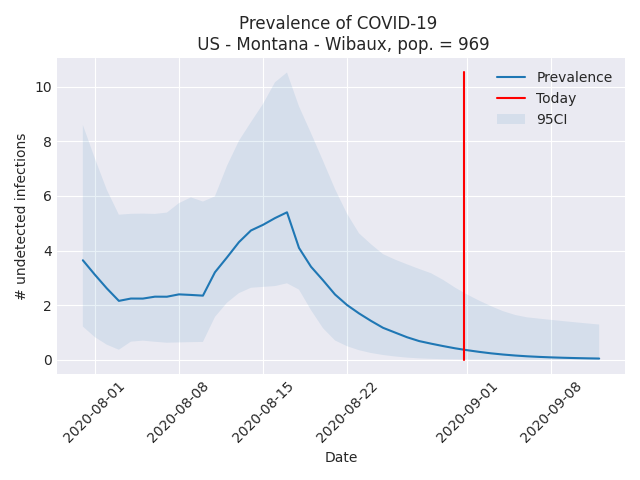 Prevalence of COVID-19
US - Montana - Wibaux, pop. = 969
Prevalence
Today
95CI
# undetected infections
10
8
6
4
2
0
2020-08-01
2020-08-08
2020-08-15
2020-08-22
2020-09-01
2020-09-08
Date